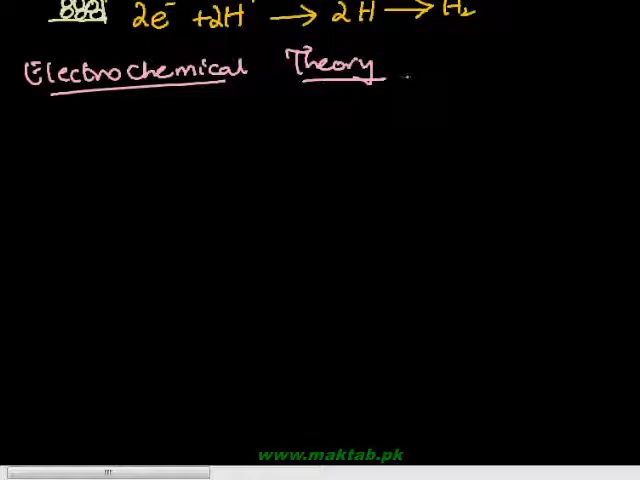 2e⁻ + 2H⁺ → 2H → H₂
Electrochemical Theory
www.maktab.pk